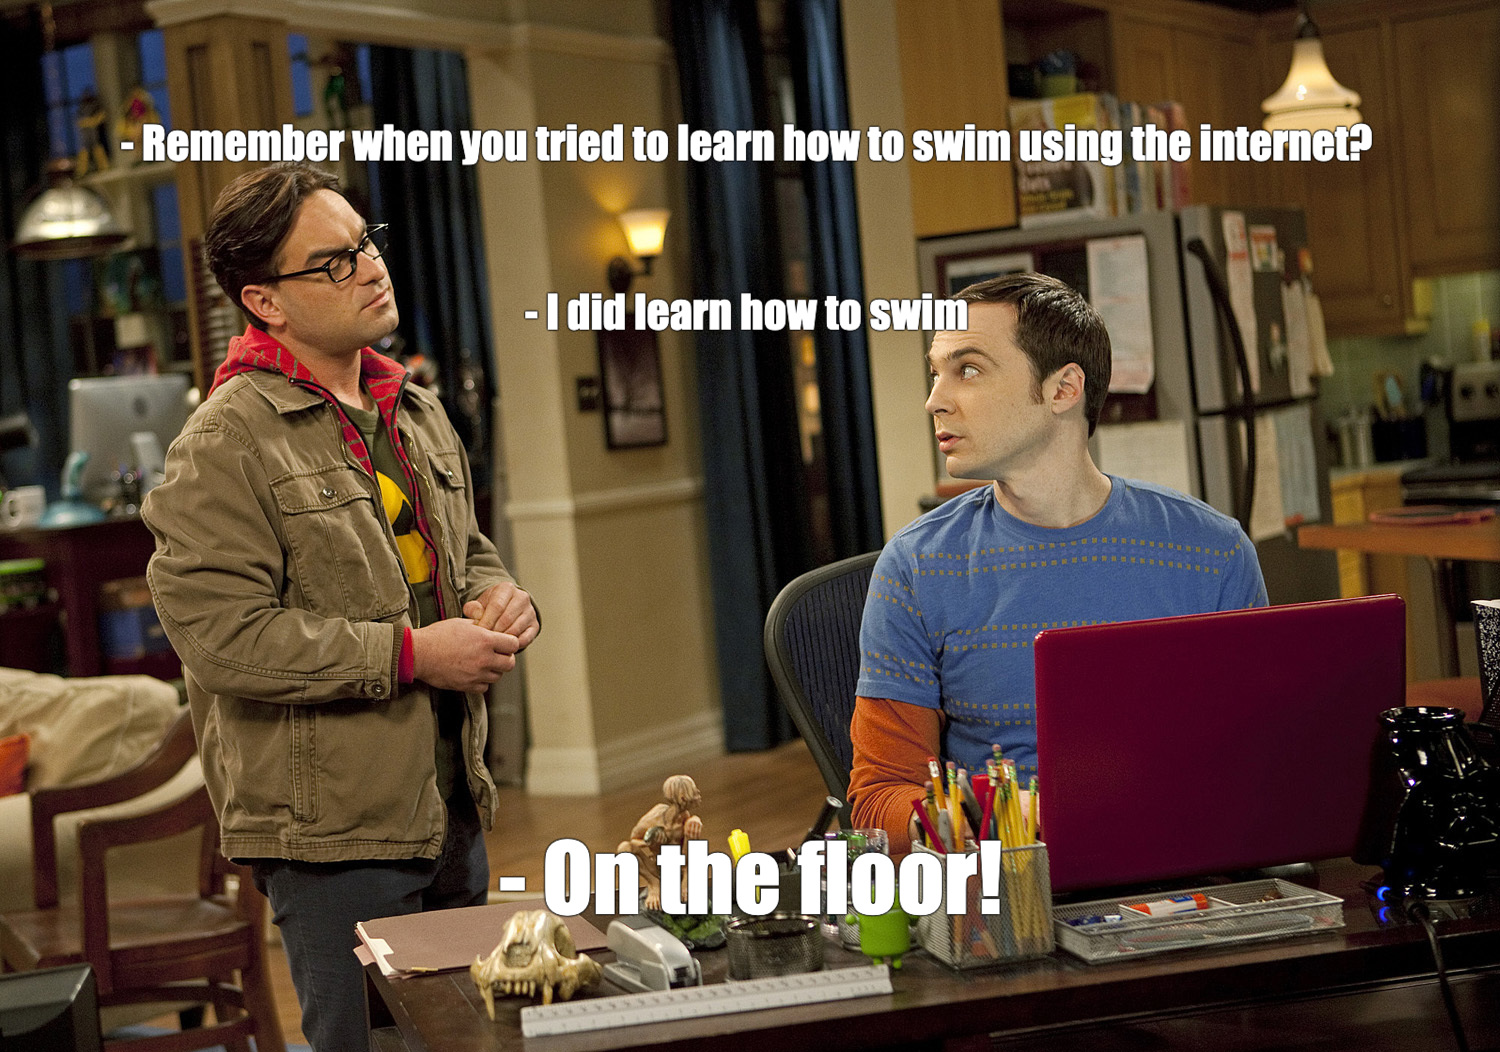 - Remember when you tried to learn how to swim using the internet?
- I did learn how to swim
- On the floor!